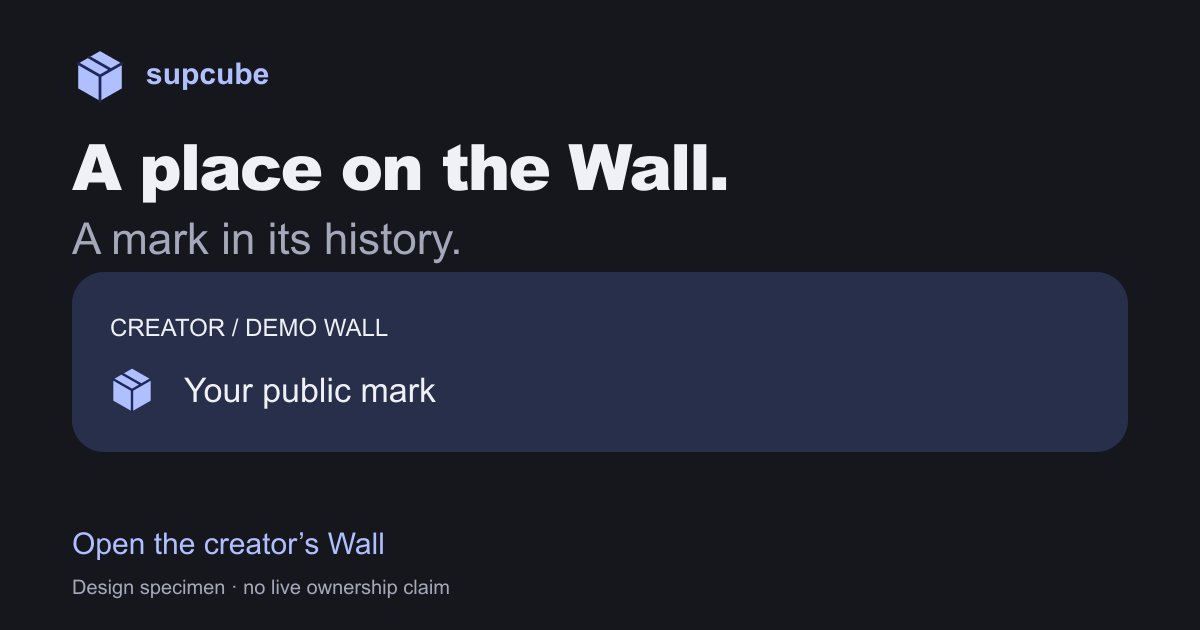 supcube
A place on the Wall.
A mark in its history.
CREATOR / DEMO WALL
Your public mark
Open the creator’s Wall
Design specimen · no live ownership claim